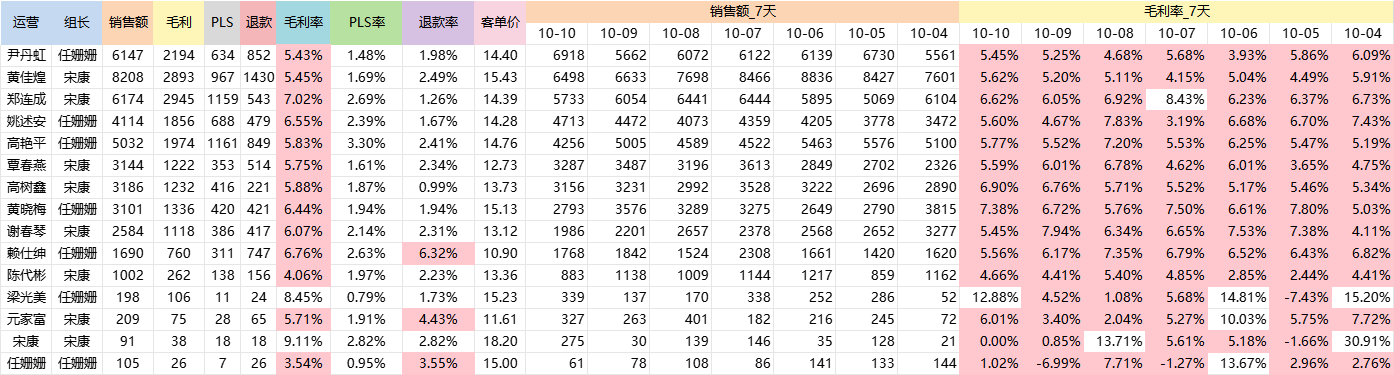 运营 组长 销售额 毛利 PLS 退款 毛利率 PLS率 退款率 客单价 销售额_7天 毛利率_7天
10-10 10-09 10-08 10-07 10-06 10-05 10-04 10-10 10-09 10-08 10-07 10-06 10-05 10-04
尹丹虹 任姗姗 6147 2194 634 852 5.43% 1.48% 1.98% 14.40 6918 5662 6072 6122 6139 6730 5561 5.45% 5.25% 4.68% 5.68% 3.93% 5.86% 6.09%
黄佳煌 宋康 8208 2893 967 1430 5.45% 1.69% 2.49% 15.43 6498 6633 7698 8466 8836 8427 7601 5.62% 5.20% 5.11% 4.15% 5.04% 4.49% 5.91%
郑连成 宋康 6174 2945 1159 543 7.02% 2.69% 1.26% 14.39 5733 6054 6441 6444 5895 5069 6104 6.62% 6.05% 6.92% 8.43% 6.23% 6.37% 6.73%
姚述安 任姗姗 4114 1856 688 479 6.55% 2.39% 1.67% 14.28 4713 4472 4073 4359 4205 3778 3472 5.60% 4.67% 7.83% 3.19% 6.68% 6.70% 7.43%
高艳平 任姗姗 5032 1974 1161 849 5.83% 3.30% 2.41% 14.76 4256 5005 4589 4522 5463 5576 5100 5.77% 5.52% 7.20% 5.53% 6.25% 5.47% 5.19%
覃春燕 宋康 3144 1222 353 514 5.75% 1.61% 2.34% 12.73 3287 3487 3196 3613 2849 2702 2326 5.59% 6.01% 6.78% 4.62% 6.01% 3.65% 4.75%
高树鑫 宋康 3186 1232 416 221 5.88% 1.87% 0.99% 13.73 3156 3231 2992 3528 3222 2696 2890 6.90% 6.76% 5.71% 5.52% 5.17% 5.46% 5.34%
黄晓梅 任姗姗 3101 1336 420 421 6.44% 1.94% 1.94% 15.13 2793 3576 3289 3275 2649 2790 3815 7.38% 6.72% 5.76% 7.50% 6.61% 7.80% 5.03%
谢春琴 宋康 2584 1118 386 417 6.07% 2.14% 2.31% 13.12 1986 2201 2657 2378 2568 2652 3277 5.45% 7.94% 6.34% 6.65% 7.53% 7.38% 4.11%
赖仕绅 任姗姗 1690 760 311 747 6.76% 2.63% 6.32% 10.90 940 1842 1524 2308 1661 1420 1620 5.56% 6.17% 7.35% 6.79% 6.52% 6.43% 6.82%
陈代彬 宋康 1002 262 138 156 4.06% 1.97% 2.23% 13.36 883 1138 1009 1144 1217 859 1162 4.66% 4.41% 5.40% 4.85% 2.85% 2.44% 4.41%
梁光美 任姗姗 198 106 11 24 8.45% 0.79% 1.73% 15.23 339 137 170 338 252 286 52 12.88% 4.52% 1.08% 5.68% 14.81% -7.43% 15.20%
元家富 宋康 209 75 28 65 5.71% 1.91% 4.43% 11.61 327 263 401 182 216 245 72 6.01% 3.40% 2.04% 5.27% 10.03% 5.75% 7.72%
宋康 宋康 91 38 18 18 9.11% 2.82% 2.82% 18.20 275 30 139 146 35 128 21 0.00% 0.85% 13.71% 5.61% 5.18% -1.66% 30.91%
任姗姗 任姗姗 105 26 7 26 3.54% 0.95% 3.55% 15.00 61 78 108 86 141 133 144 1.02% -6.99% 7.71% -1.27% 13.67% 2.96% 2.76%